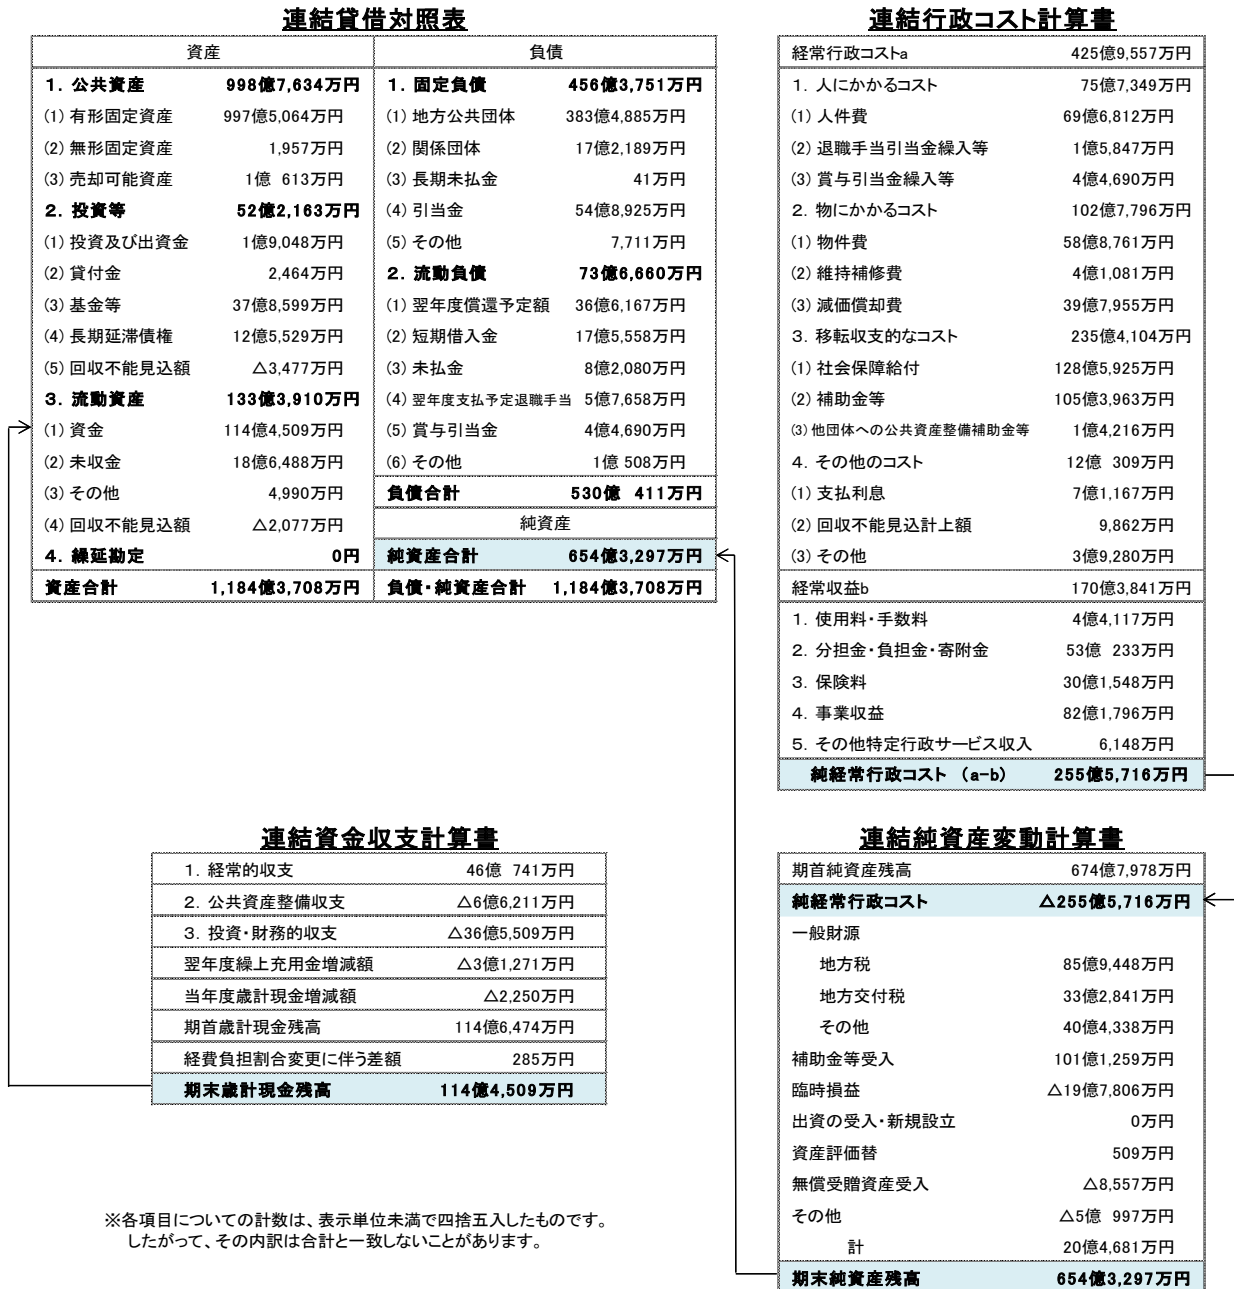 連結貸借対照表
資産 負債
1. 公共資産 998億7,634万円 1. 固定負債 456億3,751万円
(1) 有形固定資産 997億5,064万円 (1) 地方公共団体 383億4,885万円
(2) 無形固定資産 1,957万円 (2) 関係団体 17億2,189万円
(3) 売却可能資産 1億 613万円 (3) 長期未払金 41万円
2. 投資等 52億2,163万円 (4) 引当金 54億8,925万円
(1) 投資及び出資金 1億9,048万円 (5) その他 7,711万円
(2) 貸付金 2,464万円 2. 流動負債 73億6,660万円
(3) 基金等 37億8,599万円 (1) 翌年度償還予定額 36億6,167万円
(4) 長期延滞債権 12億5,529万円 (2) 短期借入金 17億5,558万円
(5) 回収不能見込額 △3,477万円 (3) 未払金 8億2,080万円
3. 流動資産 133億3,910万円 (4) 翌年度支払予定退職手当 5億7,658万円
(1) 資金 114億4,509万円 (5) 賞与引当金 4億4,690万円
(2) 未収金 18億6,488万円 (6) その他 1億 508万円
(3) その他 4,990万円 負債合計 530億 411万円
(4) 回収不能見込額 △2,077万円 純資産
4. 繰延勘定 0円 純資産合計 654億3,297万円
資産合計 1,184億3,708万円 負債・純資産合計 1,184億3,708万円
連結行政コスト計算書
経常行政コストa 425億9,557万円
1. 人にかかるコスト 75億7,349万円
(1) 人件費 69億6,812万円
(2) 退職手当引当金繰入等 1億5,847万円
(3) 賞与引当金繰入等 4億4,690万円
2. 物にかかるコスト 102億7,796万円
(1) 物件費 58億8,761万円
(2) 維持補修費 4億1,081万円
(3) 減価償却費 39億7,955万円
3. 移転収支的なコスト 235億4,104万円
(1) 社会保障給付 128億5,925万円
(2) 補助金等 105億3,963万円
(3) 他団体への公共資産整備補助金等 1億4,216万円
4. その他のコスト 12億 309万円
(1) 支払利息 7億1,167万円
(2) 回収不能見込計上額 9,862万円
(3) その他 3億9,280万円
経常収益b 170億3,841万円
1. 使用料・手数料 4億4,117万円
2. 分担金・負担金・寄附金 53億 233万円
3. 保険料 30億1,548万円
4. 事業収益 82億1,796万円
5. その他特定行政サービス収入 6,148万円
純経常行政コスト (a-b) 255億5,716万円
連結資金収支計算書
1. 経常的収支 46億 741万円
2. 公共資産整備収支 △6億6,211万円
3. 投資・財務的収支 △36億5,509万円
翌年度繰上充用金増減額 △3億1,271万円
当年度歳計現金増減額 △2,250万円
期首歳計現金残高 114億6,474万円
経費負担割合変更に伴う差額 285万円
期末歳計現金残高 114億4,509万円
連結純資産変動計算書
期首純資産残高 674億7,978万円
純経常行政コスト △255億5,716万円
一般財源
地方税 85億9,448万円
地方交付税 33億2,841万円
その他 40億4,338万円
補助金等受入 101億1,259万円
臨時損益 △19億7,806万円
出資の受入・新規設立 0万円
資産評価替 509万円
無償受贈資産受入 △8,557万円
その他 △5億 997万円
計 20億4,681万円
期末純資産残高 654億3,297万円
※各項目についての計数は、表示単位未満で四捨五入したものです。
したがって、その内訳は合計と一致しないことがあります。